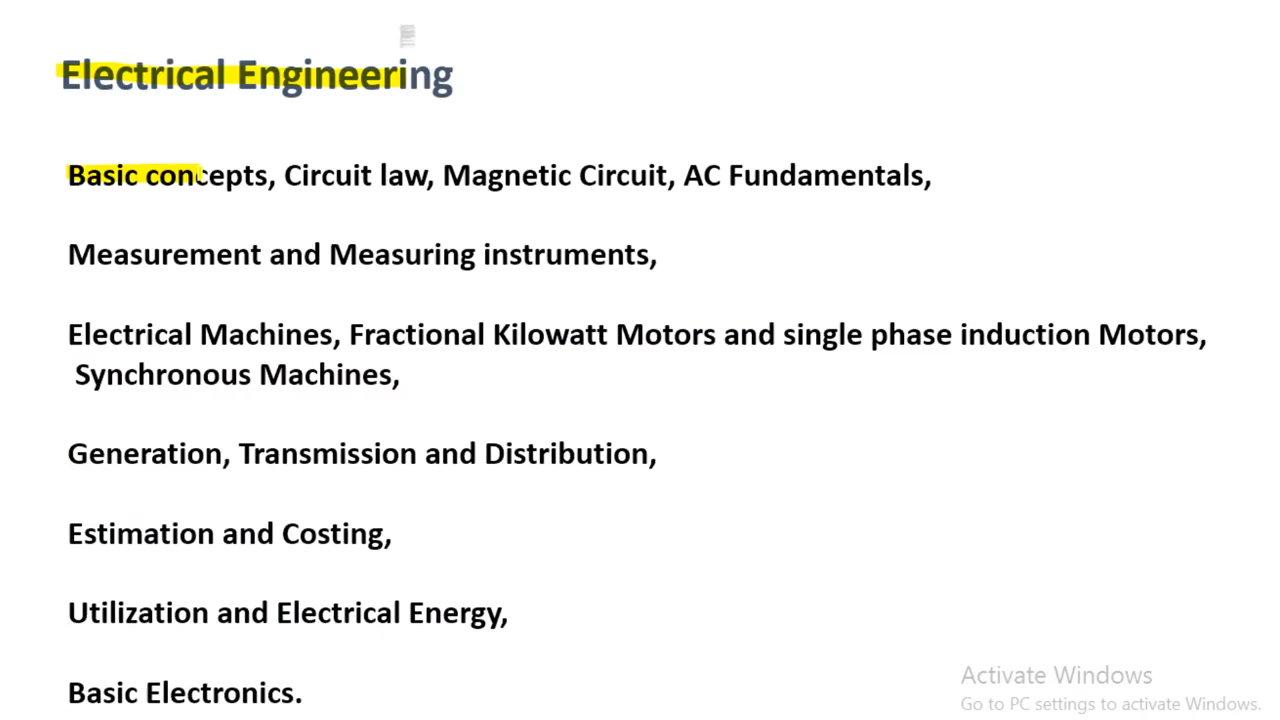 Electrical Engineering
Basic concepts, Circuit law, Magnetic Circuit, AC Fundamentals,
Measurement and Measuring instruments,
Electrical Machines, Fractional Kilowatt Motors and single phase induction Motors,
Synchronous Machines,
Generation, Transmission and Distribution,
Estimation and Costing,
Utilization and Electrical Energy,
Basic Electronics.
Activate Windows
Go to PC settings to activate Windows.